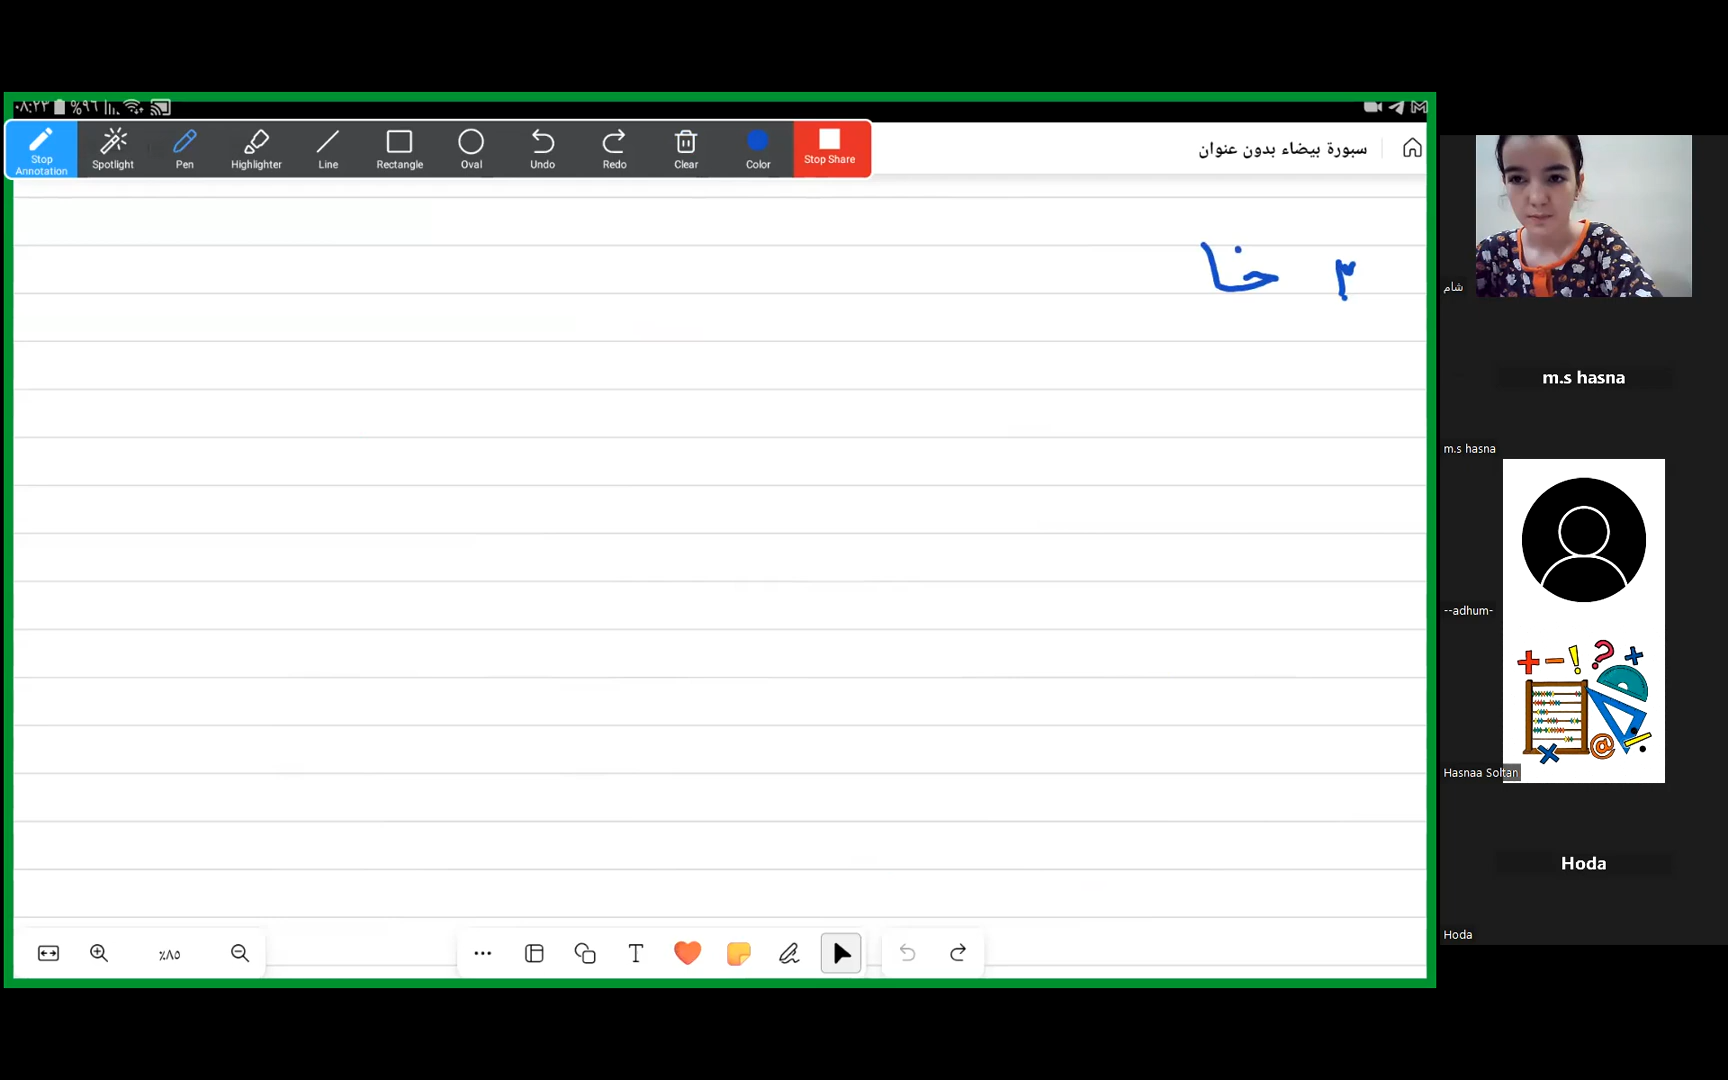 ٠٨:٢٣ %٩٦
Stop Annotation Spotlight Pen Highlighter Line Rectangle Oval Undo Redo Clear Color Stop Share
سبورة بيضاء بدون عنوان
٣ خا
شام
m.s hasna
m.s hasna
--adhum-
Hasnaa Soltan
Hoda
Hoda
٪٨٥